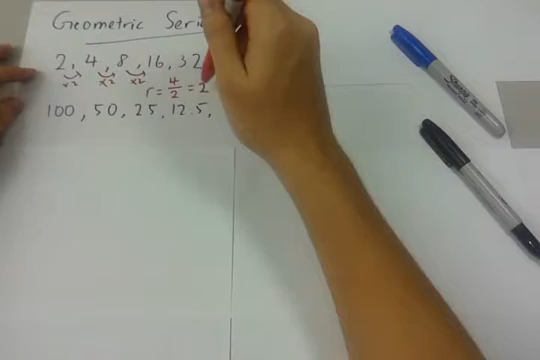 Geometric Seri
2, 4, 8, 16, 32
x2 x2 x2
r = 4/2 = 2
100, 50, 25, 12.5,
Sharpie